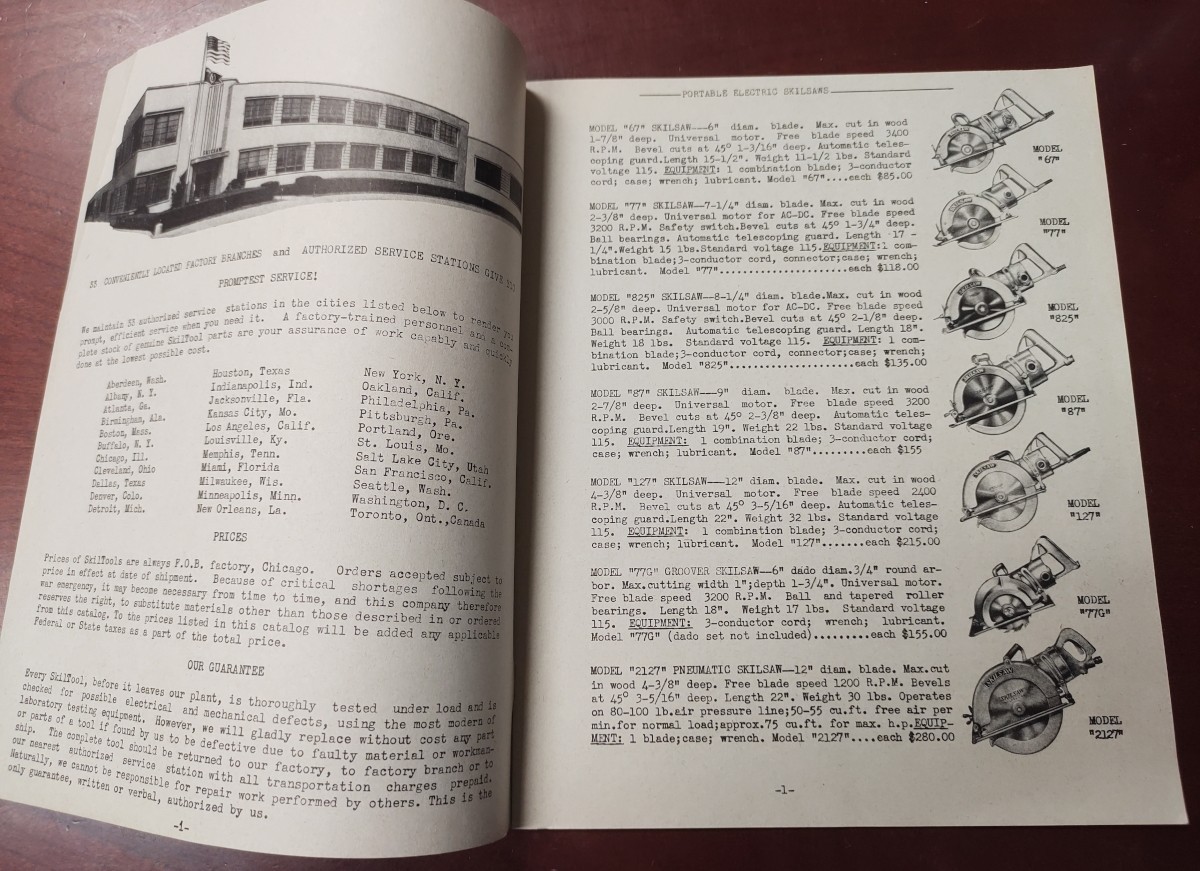 SKILSAW
33 CONVENIENTLY LOCATED FACTORY BRANCHES and AUTHORIZED SERVICE STATIONS GIVE YOU
PROMPTEST SERVICE!
We maintain 33 authorized service stations in the cities listed below to render you
prompt, efficient service when you need it. A factory-trained personnel and a com-
plete stock of genuine SkilTool parts are your assurance of work capably and quickly
done at the lowest possible cost.
Aberdeen, Wash.
Albany, N. Y.
Atlanta, Ga.
Birmingham, Ala.
Boston, Mass.
Buffalo, N. Y.
Chicago, Ill.
Cleveland, Ohio
Dallas, Texas
Denver, Colo.
Detroit, Mich.
Houston, Texas
Indianapolis, Ind.
Jacksonville, Fla.
Kansas City, Mo.
Los Angeles, Calif.
Louisville, Ky.
Memphis, Tenn.
Miami, Florida
Milwaukee, Wis.
Minneapolis, Minn.
New Orleans, La.
New York, N. Y.
Oakland, Calif.
Philadelphia, Pa.
Pittsburgh, Pa.
Portland, Ore.
St. Louis, Mo.
Salt Lake City, Utah
San Francisco, Calif.
Seattle, Wash.
Washington, D. C.
Toronto, Ont.,Canada
PRICES
Prices of SkilTools are always F.O.B. factory, Chicago. Orders accepted subject to
price in effect at date of shipment. Because of critical shortages following the
war emergency, it may become necessary from time to time, and this company therefore
reserves the right, to substitute materials other than those described in or ordered
from this catalog. To the prices listed in this catalog will be added any applicable
Federal or State taxes as a part of the total price.
OUR GUARANTEE
Every SkilTool, before it leaves our plant, is thoroughly tested under load and is
checked for possible electrical and mechanical defects, using the most modern of
laboratory testing equipment. However, we will gladly replace without cost any part
or parts of a tool if found by us to be defective due to faulty material or workman-
ship. The complete tool should be returned to our factory, to factory branch or to
our nearest authorized service station with all transportation charges prepaid.
Naturally, we cannot be responsible for repair work performed by others. This is the
only guarantee, written or verbal, authorized by us.
-1-
PORTABLE ELECTRIC SKILSAWS
MODEL "67" SKILSAW—6" diam. blade. Max. cut in wood
1-7/8" deep. Universal motor. Free blade speed 3400
R.P.M. Bevel cuts at 45° 1-3/16" deep. Automatic teles-
coping guard.Length 15-1/2". Weight 11-1/2 lbs. Standard
voltage 115. EQUIPMENT: 1 combination blade; 3-conductor
cord; case; wrench; lubricant. Model "67"....each $85.00
MODEL
"67"
MODEL "77" SKILSAW—7-1/4" diam. blade. Max. cut in wood
2-3/8" deep. Universal motor for AC-DC. Free blade speed
3200 R.P.M. Safety switch.Bevel cuts at 45° 1-3/4" deep.
Ball bearings. Automatic telescoping guard. Length 17 -
1/4".Weight 15 lbs.Standard voltage 115.EQUIPMENT:1 com-
bination blade;3-conductor cord, connector;case; wrench;
lubricant. Model "77"......................each $118.00
MODEL
"77"
MODEL "825" SKILSAW—8-1/4" diam. blade.Max. cut in wood
2-5/8" deep. Universal motor for AC-DC. Free blade speed
3000 R.P.M. Safety switch.Bevel cuts at 45° 2-1/8" deep.
Ball bearings. Automatic telescoping guard. Length 18".
Weight 18 lbs. Standard voltage 115. EQUIPMENT: 1 com-
bination blade;3-conductor cord, connector;case; wrench;
lubricant. Model "825".....................each $135.00
MODEL
"825"
MODEL "87" SKILSAW—9" diam. blade. Max. cut in wood
2-7/8" deep. Universal motor. Free blade speed 3200
R.P.M. Bevel cuts at 45° 2-3/8" deep. Automatic teles-
coping guard.Length 19". Weight 22 lbs. Standard voltage
115. EQUIPMENT: 1 combination blade; 3-conductor cord;
case; wrench; lubricant. Model "87".........each $155
MODEL
"87"
MODEL "127" SKILSAW—12" diam. blade. Max. cut in wood
4-3/8" deep. Universal motor. Free blade speed 2400
R.P.M. Bevel cuts at 45° 3-5/16" deep. Automatic teles-
coping guard.Length 22". Weight 32 lbs. Standard voltage
115. EQUIPMENT: 1 combination blade; 3-conductor cord;
case; wrench; lubricant. Model "127".......each $215.00
MODEL
"127"
MODEL "77G" GROOVER SKILSAW—6" dado diam.3/4" round ar-
bor. Max.cutting width 1";depth 1-3/4". Universal motor.
Free blade speed 3200 R.P.M. Ball and tapered roller
bearings. Length 18". Weight 17 lbs. Standard voltage
115. EQUIPMENT: 3-conductor cord; wrench; lubricant.
Model "77G" (dado set not included).........each $155.00
MODEL
"77G"
MODEL "2127" PNEUMATIC SKILSAW—12" diam. blade. Max.cut
in wood 4-3/8" deep. Free blade speed 1200 R.P.M. Bevels
at 45° 3-5/16" deep. Length 22". Weight 30 lbs. Operates
on 80-100 lb.air pressure line;50-55 cu.ft. free air per
min.for normal load;approx.75 cu.ft. for max. h.p.EQUIP-
MENT: 1 blade;case; wrench. Model "2127"....each $280.00
MODEL
"2127"
-1-